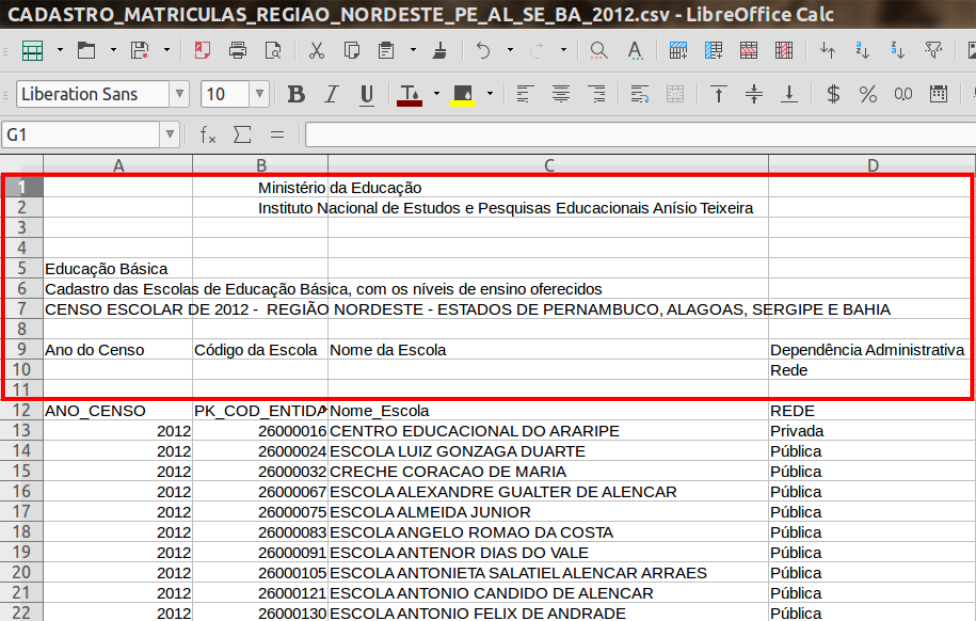 CADASTRO_MATRICULAS_REGIAO_NORDESTE_PE_AL_SE_BA_2012.csv - LibreOffice Calc
Liberation Sans 10 B I U $ % 0,0
G1
A B C D
1 Ministério da Educação
2 Instituto Nacional de Estudos e Pesquisas Educacionais Anísio Teixeira
3
4
5 Educação Básica
6 Cadastro das Escolas de Educação Básica, com os níveis de ensino oferecidos
7 CENSO ESCOLAR DE 2012 - REGIÃO NORDESTE - ESTADOS DE PERNAMBUCO, ALAGOAS, SERGIPE E BAHIA
8
9 Ano do Censo Código da Escola Nome da Escola Dependência Administrativa
10 Rede
11
12 ANO_CENSO PK_COD_ENTIDA Nome_Escola REDE
13 2012 26000016 CENTRO EDUCACIONAL DO ARARIPE Privada
14 2012 26000024 ESCOLA LUIZ GONZAGA DUARTE Pública
15 2012 26000032 CRECHE CORACAO DE MARIA Pública
16 2012 26000067 ESCOLA ALEXANDRE GUALTER DE ALENCAR Pública
17 2012 26000075 ESCOLA ALMEIDA JUNIOR Pública
18 2012 26000083 ESCOLA ANGELO ROMAO DA COSTA Pública
19 2012 26000091 ESCOLA ANTENOR DIAS DO VALE Pública
20 2012 26000105 ESCOLA ANTONIETA SALATIEL ALENCAR ARRAES Pública
21 2012 26000121 ESCOLA ANTONIO CANDIDO DE ALENCAR Pública
22 2012 26000130 ESCOLA ANTONIO FELIX DE ANDRADE Pública